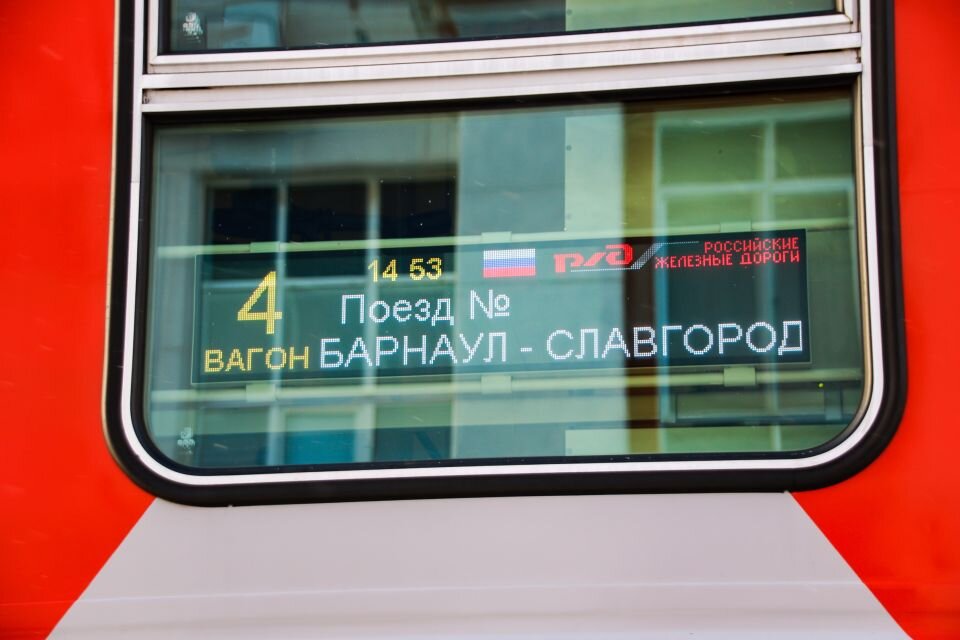 14 53
РЖД
РОССИЙСКИЕ
ЖЕЛЕЗНЫЕ ДОРОГИ
4
Поезд №
ВАГОН БАРНАУЛ - СЛАВГОРОД